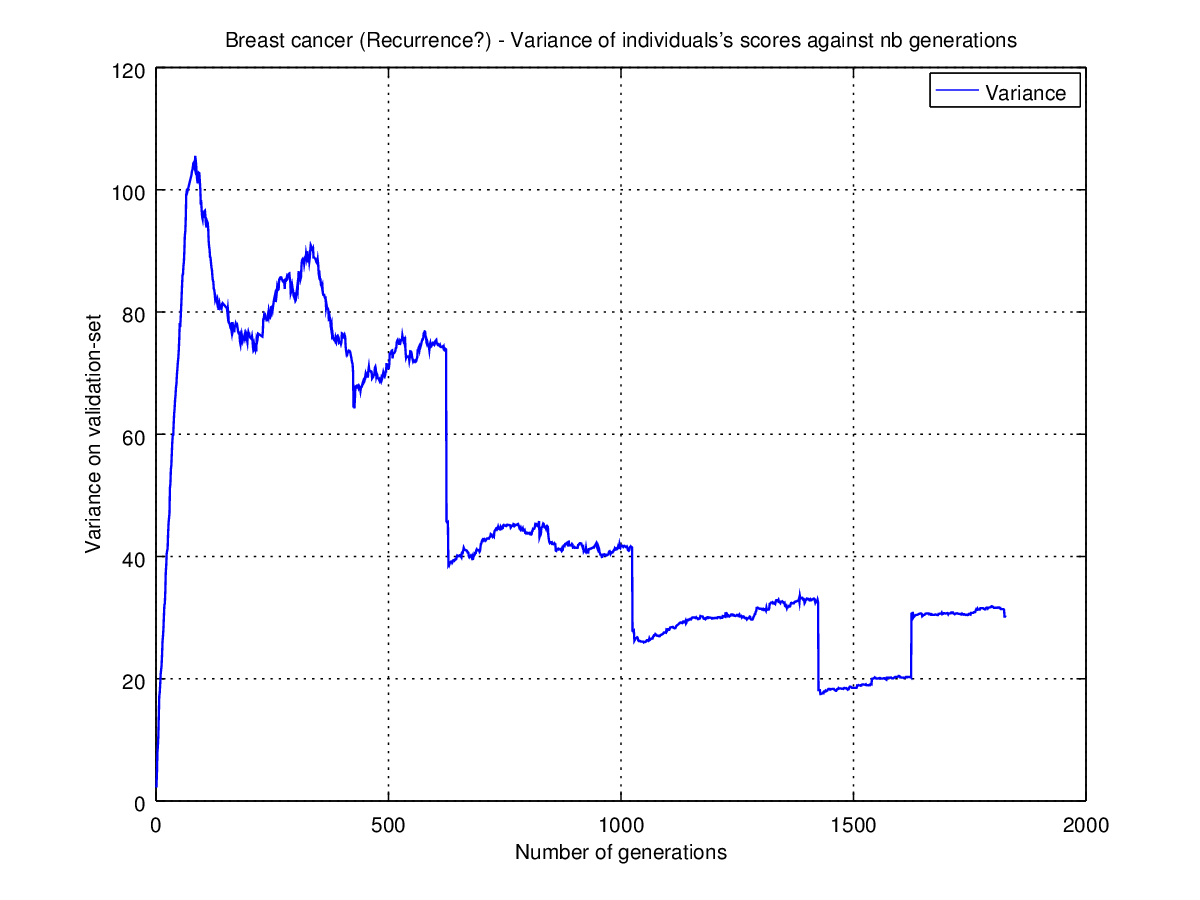 Breast cancer (Recurrence?) - Variance of individuals's scores against nb generations
120
100
80
60
40
20
0
Variance on validation-set
Variance
0 500 1000 1500 2000
Number of generations